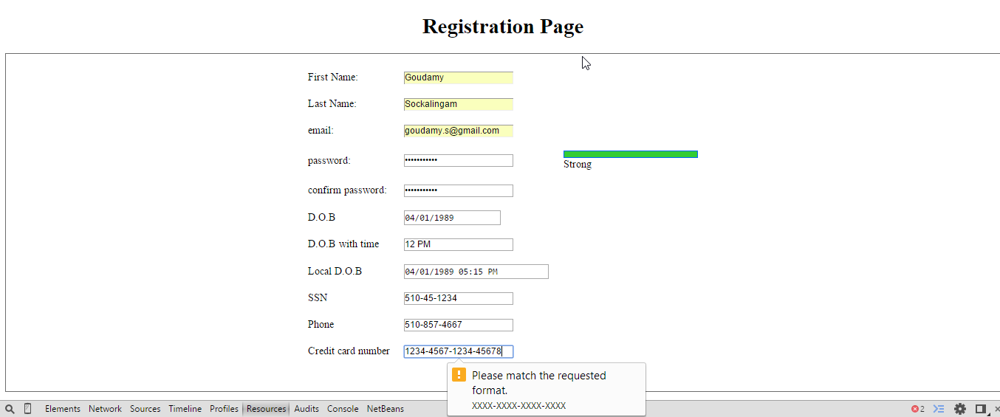 Registration Page
First Name: Goudamy
Last Name: Sockalingam
email: goudamy.s@gmail.com
password: •••••••••••
Strong
confirm password: •••••••••••
D.O.B 04/01/1989
D.O.B with time 12 PM
Local D.O.B 04/01/1989 05:15 PM
SSN 510-45-1234
Phone 510-857-4667
Credit card number 1234-4567-1234-45678
Please match the requested
format.
XXXX-XXXX-XXXX-XXXX
Elements Network Sources Timeline Profiles Resources Audits Console NetBeans 2